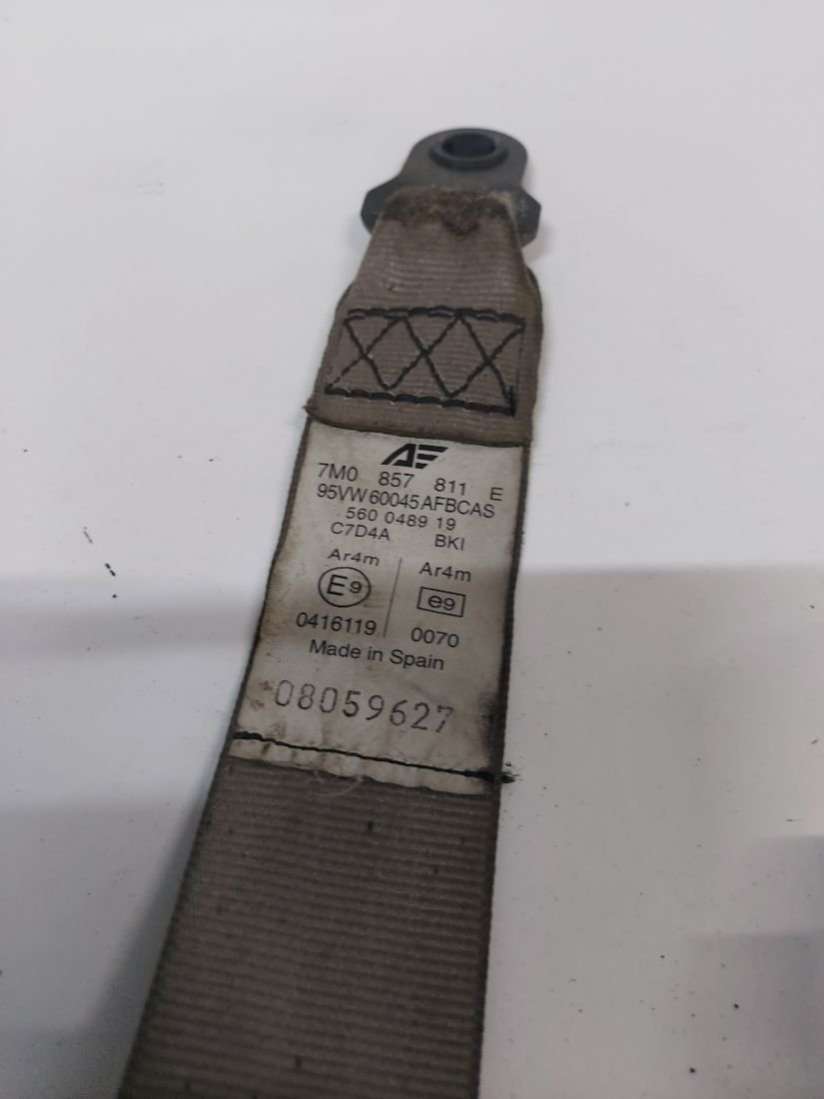 AE
7M0 857 811 E
95VW60045AFBCAS
560 0489 19
C7D4A BKI
Ar4m Ar4m
E9 e9
0416119 0070
Made in Spain
08059627